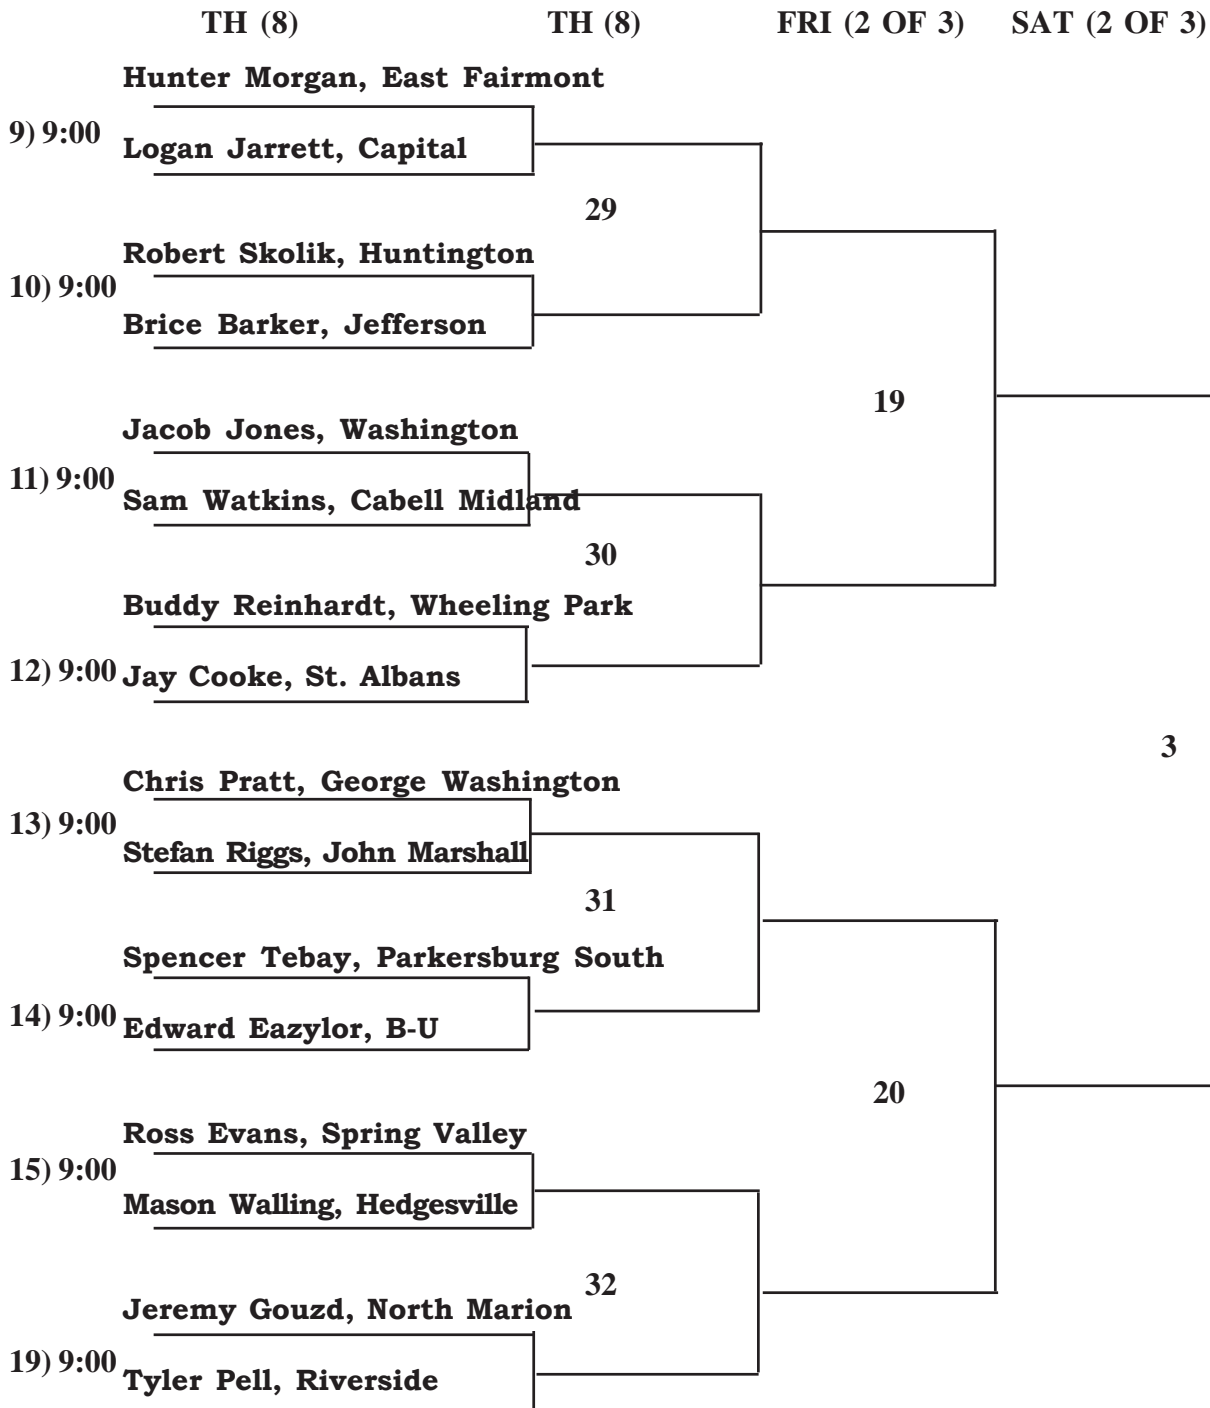 TH (8) TH (8) FRI (2 OF 3) SAT (2 OF 3)
Hunter Morgan, East Fairmont
9) 9:00
Logan Jarrett, Capital
29
Robert Skolik, Huntington
10) 9:00
Brice Barker, Jefferson
19
Jacob Jones, Washington
11) 9:00
Sam Watkins, Cabell Midland
30
Buddy Reinhardt, Wheeling Park
12) 9:00
Jay Cooke, St. Albans
3
Chris Pratt, George Washington
13) 9:00
Stefan Riggs, John Marshall
31
Spencer Tebay, Parkersburg South
14) 9:00
Edward Eazylor, B-U
20
Ross Evans, Spring Valley
15) 9:00
Mason Walling, Hedgesville
32
Jeremy Gouzd, North Marion
19) 9:00
Tyler Pell, Riverside